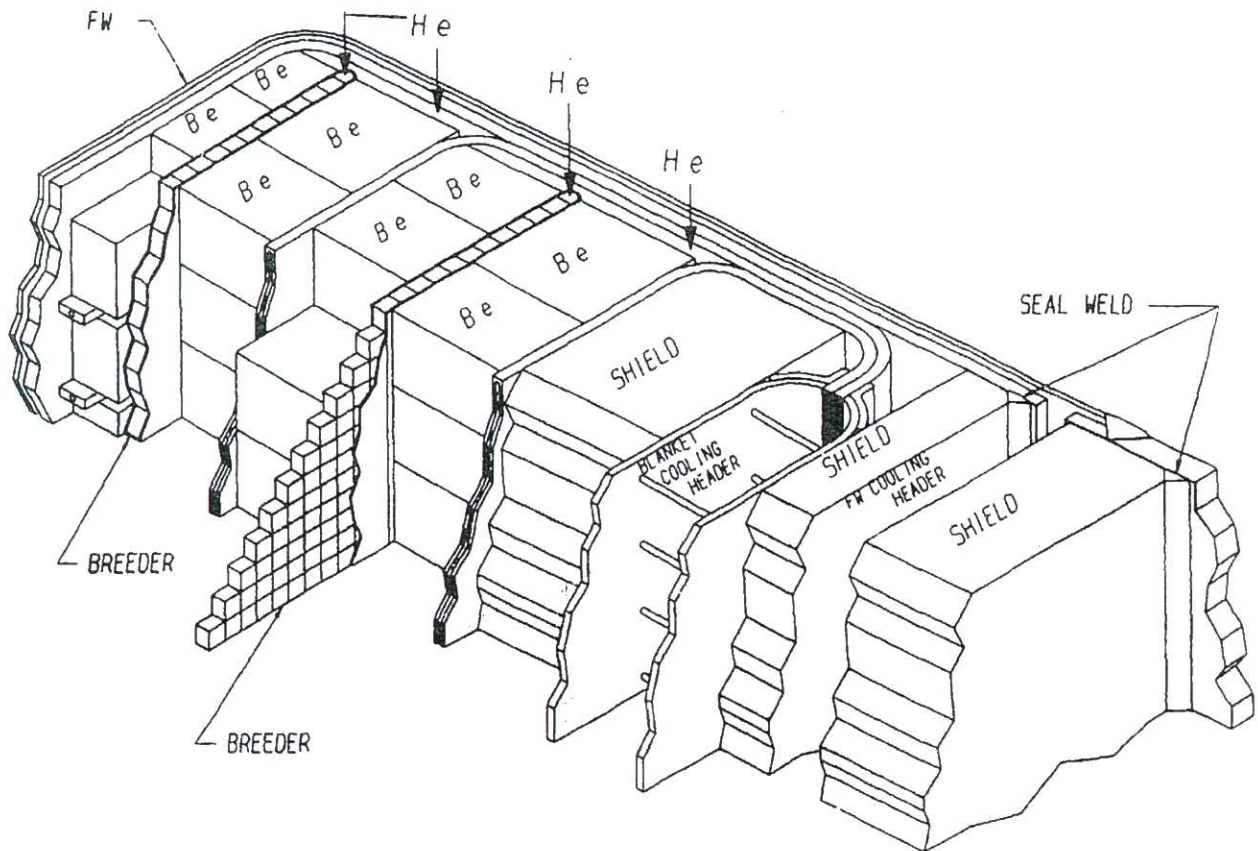 FW
He
He
He
Be
Be
Be
Be
Be
Be
Be
Be
SEAL WELD
SHIELD
BLANKET
COOLING
HEADER
SHIELD
FW COOLING
HEADER
SHIELD
BREEDER
BREEDER